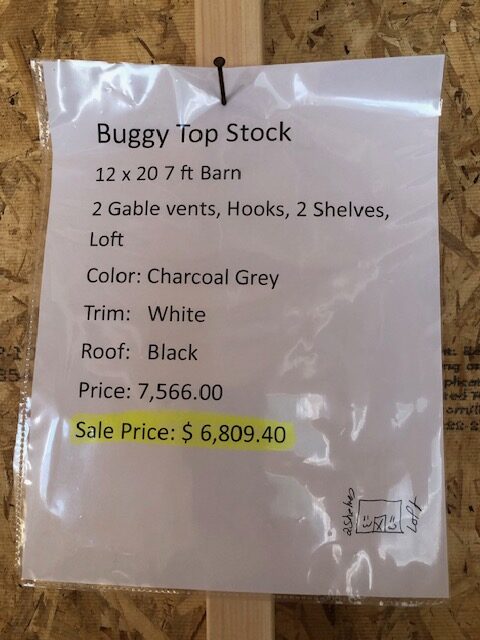 Buggy Top Stock
12 x 20 7 ft Barn
2 Gable vents, Hooks, 2 Shelves,
Loft
Color: Charcoal Grey
Trim: White
Roof: Black
Price: 7,566.00
Sale Price: $ 6,809.40
Loft